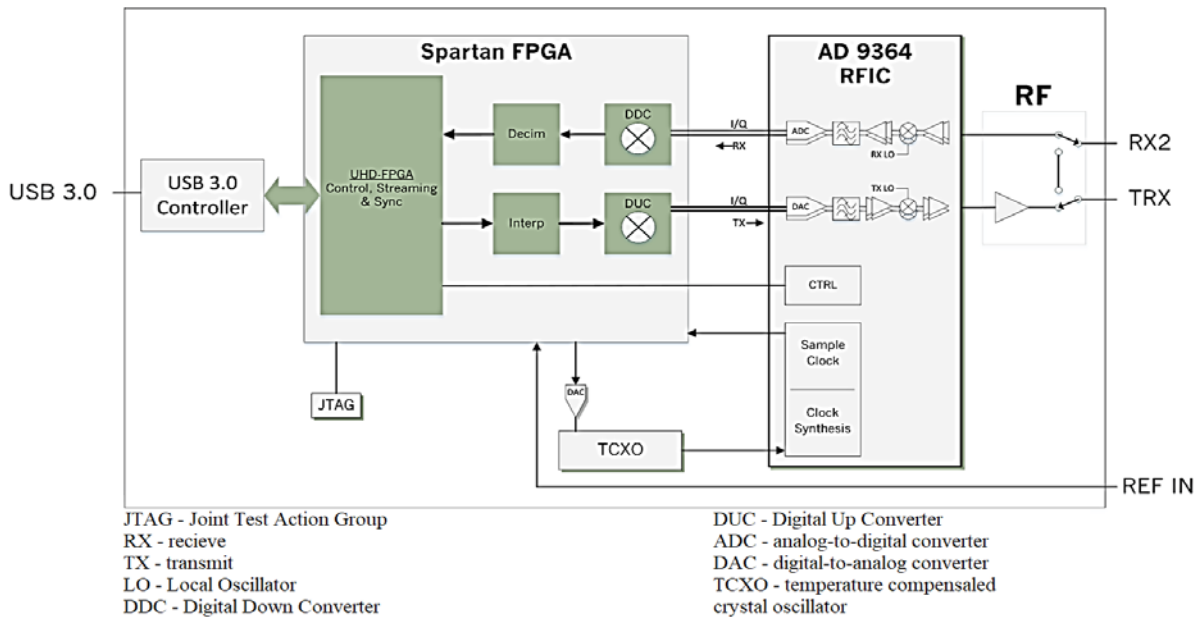 Spartan FPGA
AD 9364
RFIC
RF
DDC
Decim
I/Q
RX
ADC
RX LO
RX2
UHD-FPGA
Control, Streaming
& Sync
USB 3.0
USB 3.0
Controller
Interp
DUC
I/Q
TX
DAC
TX LO
TRX
CTRL
Sample
Clock
Clock
Synthesis
JTAG
DAC
TCXO
REF IN
JTAG - Joint Test Action Group
RX - recieve
TX - transmit
LO - Local Oscillator
DDC - Digital Down Converter
DUC - Digital Up Converter
ADC - analog-to-digital converter
DAC - digital-to-analog converter
TCXO - temperature compensaled
crystal oscillator